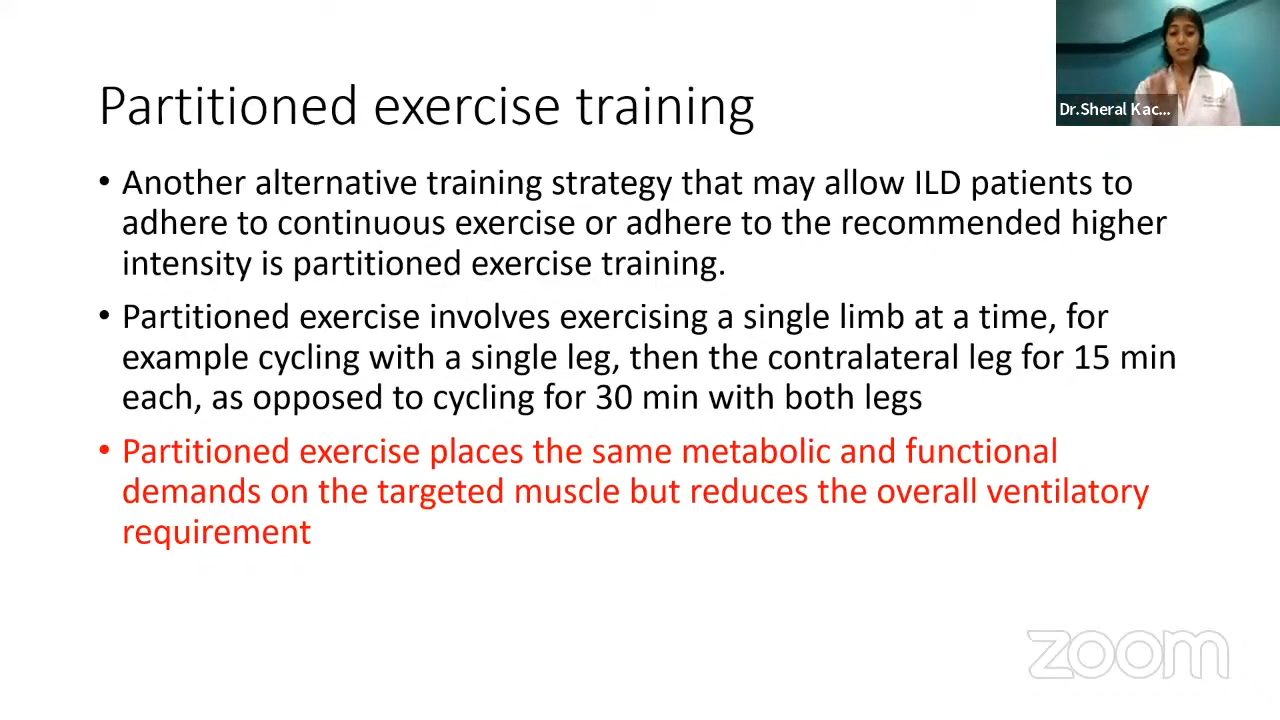 Partitioned exercise training
• Another alternative training strategy that may allow ILD patients to
adhere to continuous exercise or adhere to the recommended higher
intensity is partitioned exercise training.
• Partitioned exercise involves exercising a single limb at a time, for
example cycling with a single leg, then the contralateral leg for 15 min
each, as opposed to cycling for 30 min with both legs
• Partitioned exercise places the same metabolic and functional
demands on the targeted muscle but reduces the overall ventilatory
requirement
Dr.Sheral Kac...
zoom